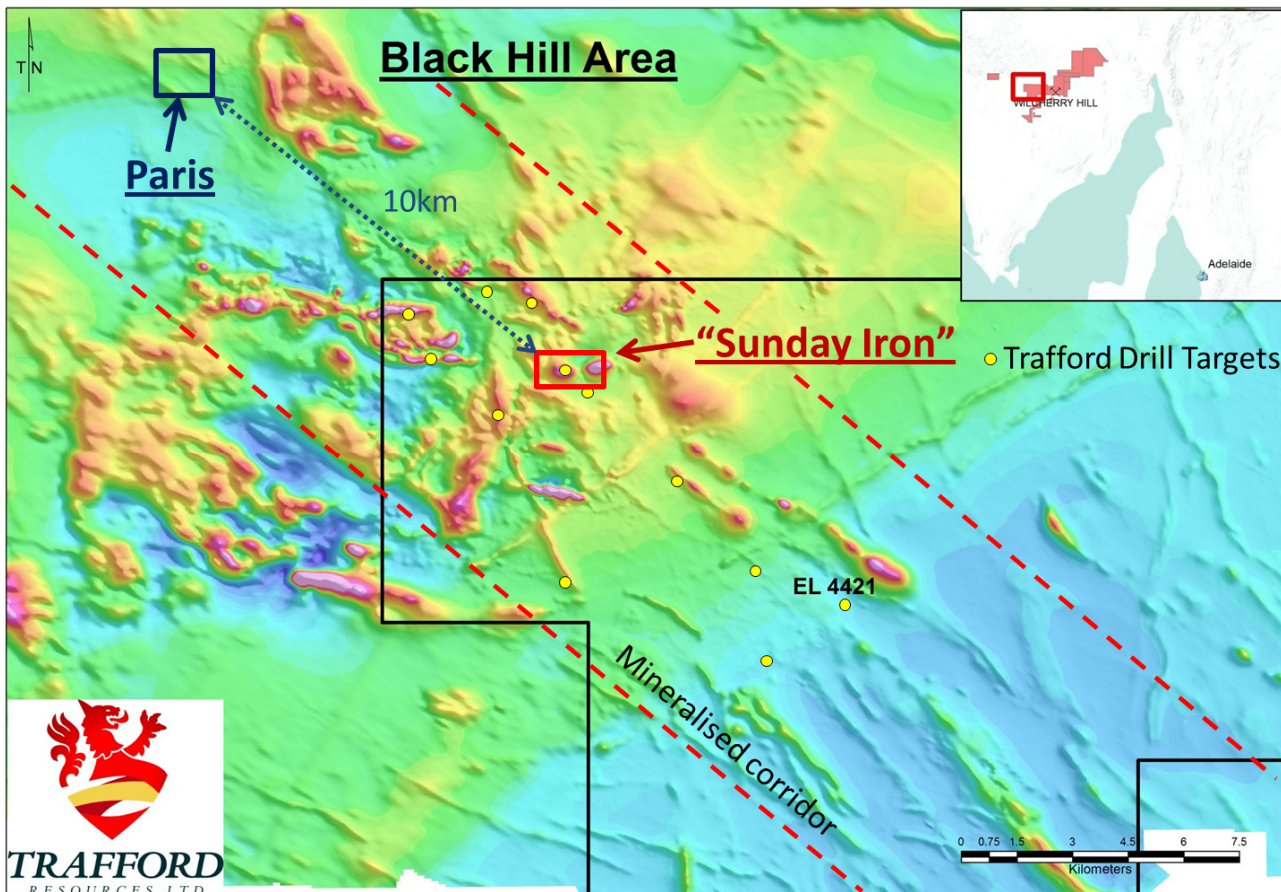 Black Hill Area
T N
Paris
10km
WILCHERRY HILL
Adelaide
“Sunday Iron”
Trafford Drill Targets
EL 4421
Mineralised corridor
0 0.75 1.5 3 4.5 6 7.5
Kilometers
TRAFFORD
RESOURCES LTD